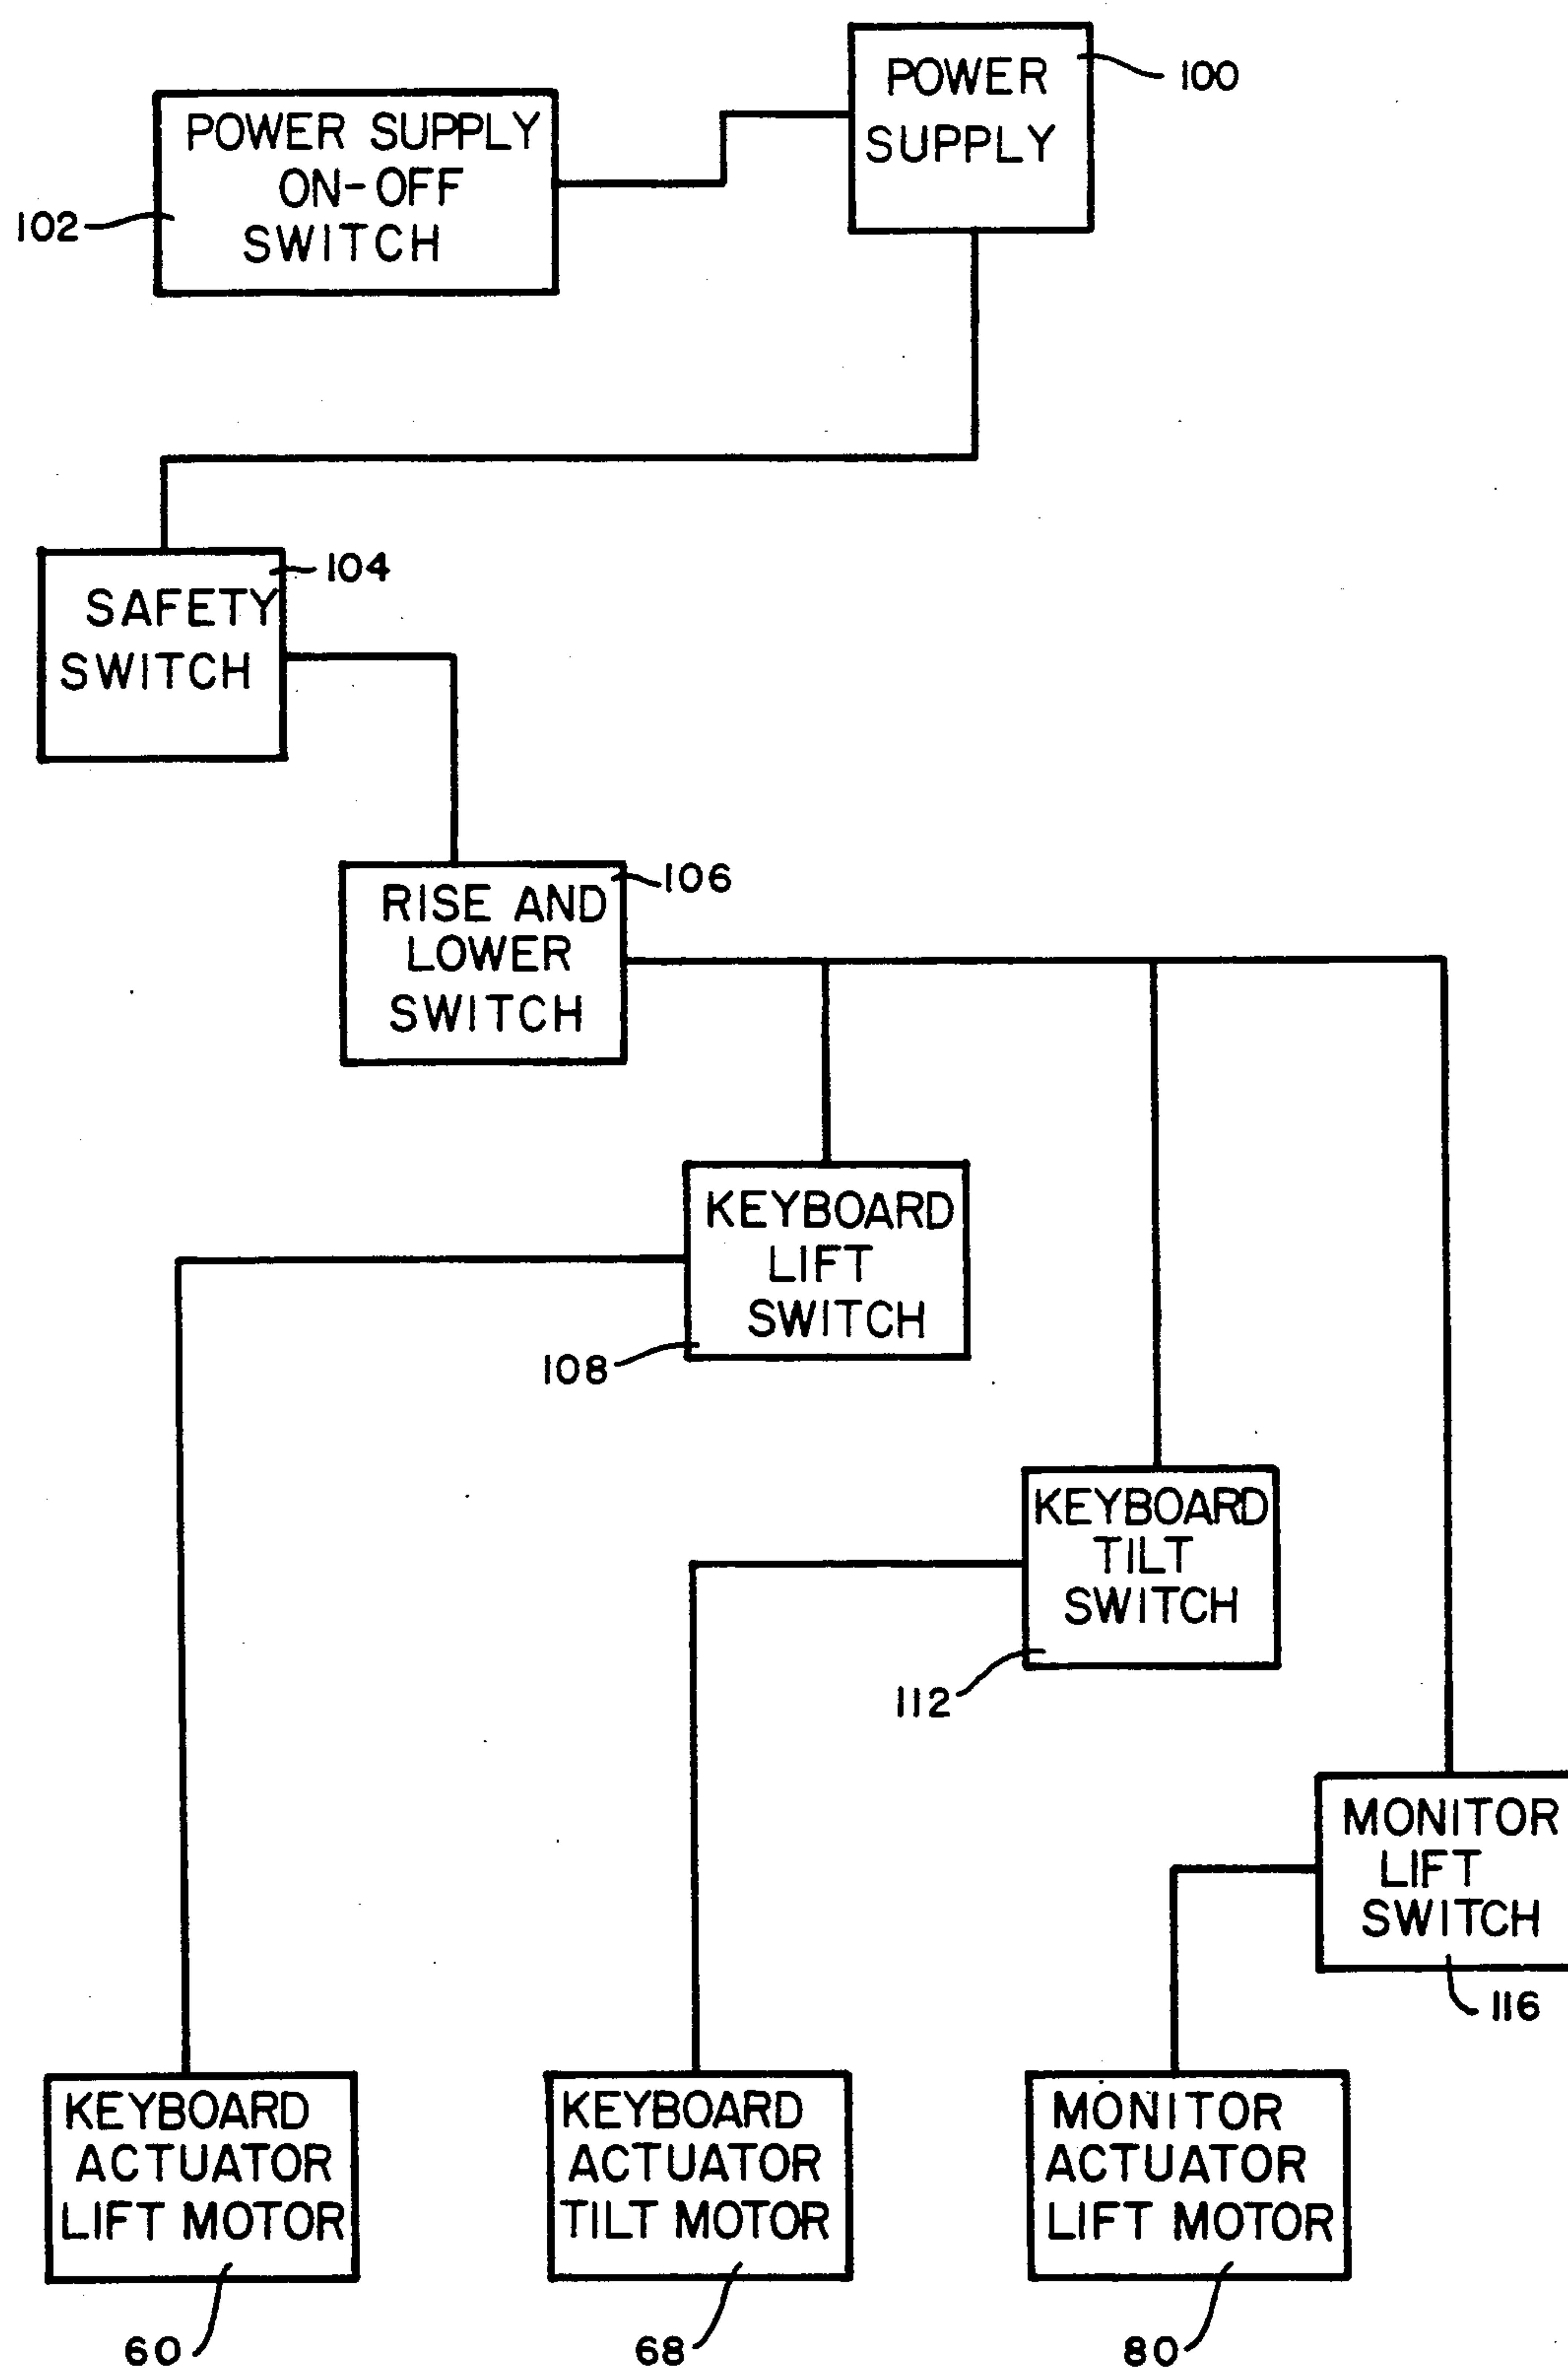 POWER
SUPPLY
100
POWER SUPPLY
ON-OFF
SWITCH
102
104
SAFETY
SWITCH
106
RISE AND
LOWER
SWITCH
KEYBOARD
LIFT
SWITCH
108
KEYBOARD
TILT
SWITCH
112
MONITOR
LIFT
SWITCH
116
KEYBOARD
ACTUATOR
LIFT MOTOR
60
KEYBOARD
ACTUATOR
TILT MOTOR
68
MONITOR
ACTUATOR
LIFT MOTOR
80